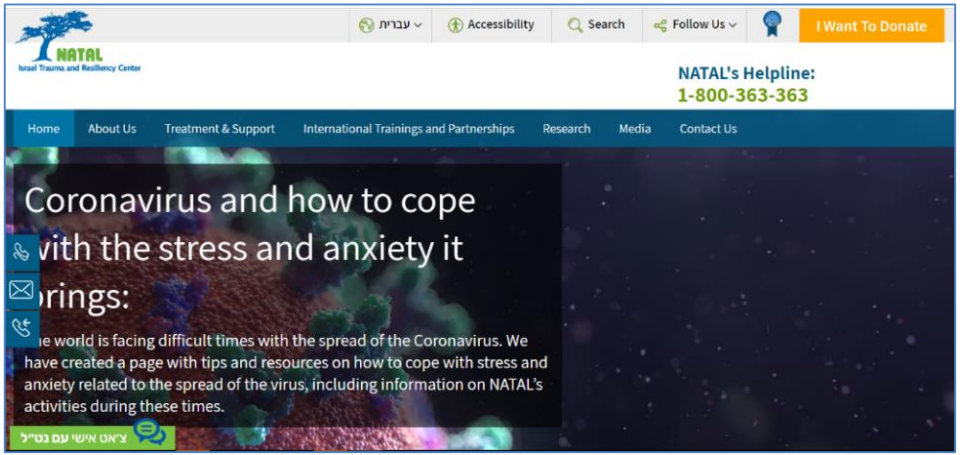 עברית
Accessibility
Search
Follow Us
I Want To Donate
NATAL
Israel Trauma and Resiliency Center
NATAL's Helpline:
1-800-363-363
Home
About Us
Treatment & Support
International Trainings and Partnerships
Research
Media
Contact Us
Coronavirus and how to cope
with the stress and anxiety it
brings:
The world is facing difficult times with the spread of the Coronavirus. We
have created a page with tips and resources on how to cope with stress and
anxiety related to the spread of the virus, including information on NATAL's
activities during these times.
צ'אט אישי עם נט"ל